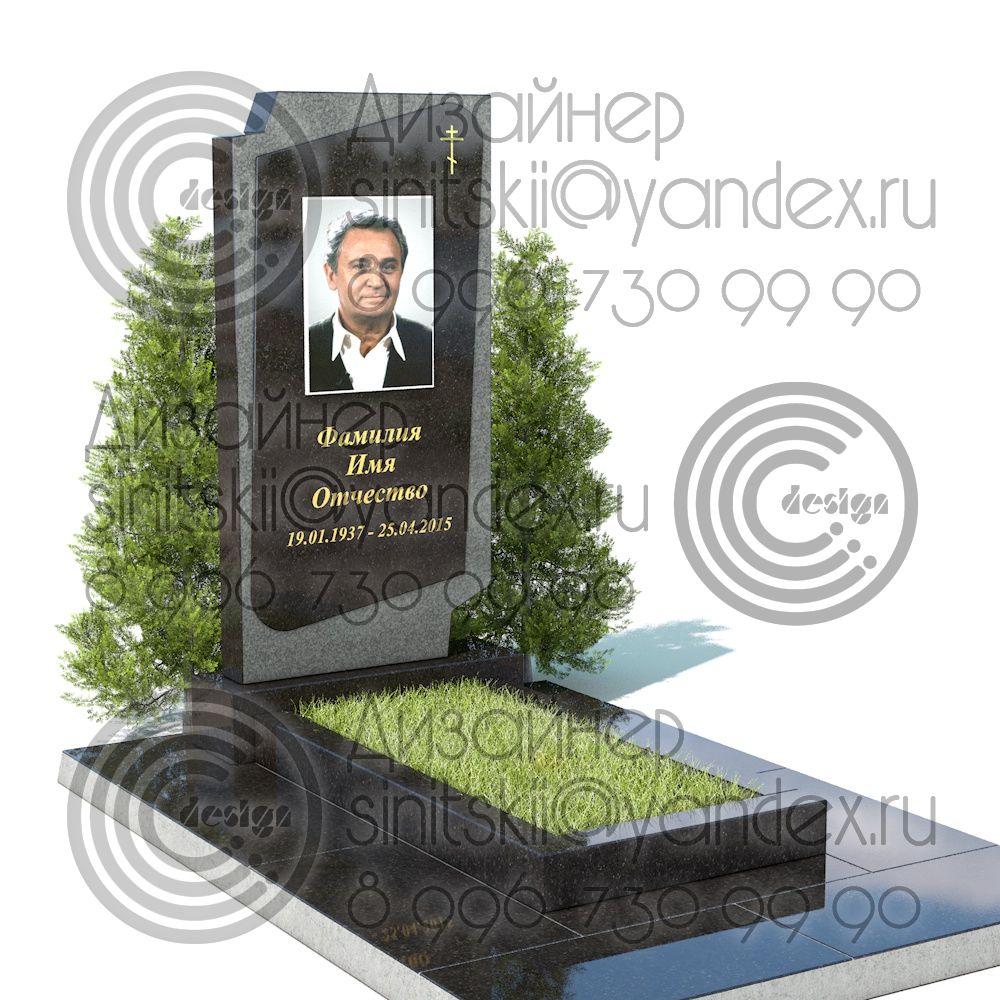 Дизайнер
sinitskii@yandex.ru
8 996 730 99 90
design
Фамилия
Имя
Отчество
19.01.1937 - 25.04.2015
Дизайнер
sinitskii@yandex.ru
8 996 730 99 90
design
Дизайнер
sinitskii@yandex.ru
8 996 730 99 90
design